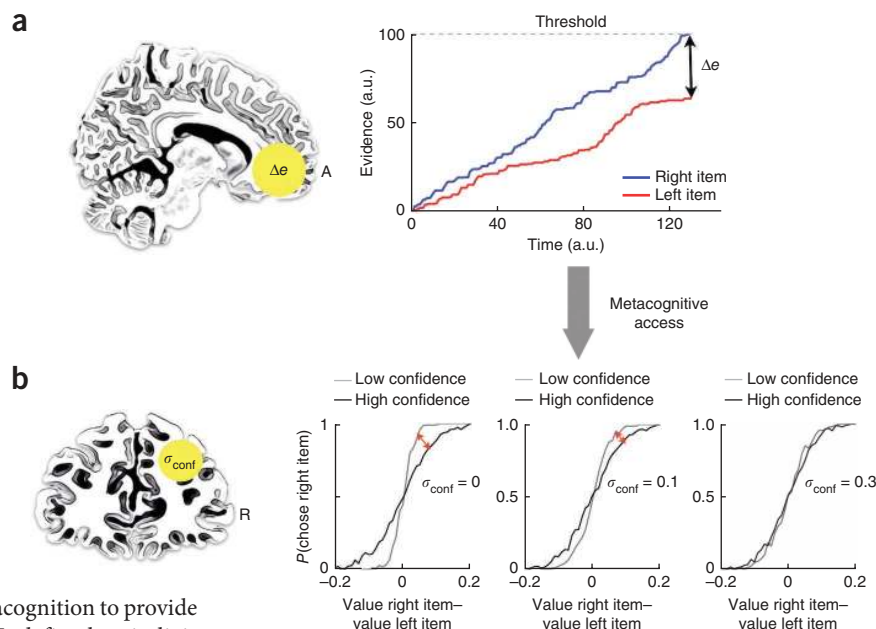 a
Δe
A
Threshold
100
50
0
Evidence (a.u.)
Δe
Right item
Left item
0
40
80
120
Time (a.u.)
Metacognitive
access
b
σconf
R
Low confidence
High confidence
P(chose right item)
1
0.5
0
σconf = 0
–0.2
0
0.2
Value right item–
value left item
Low confidence
High confidence
1.0
0.5
0
σconf = 0.1
–0.2
0
0.2
Value right item–
value left item
Low confidence
High confidence
1.0
0.5
0
σconf = 0.3
–0.2
0
0.2
Value right item–
value left item
acognition to provide